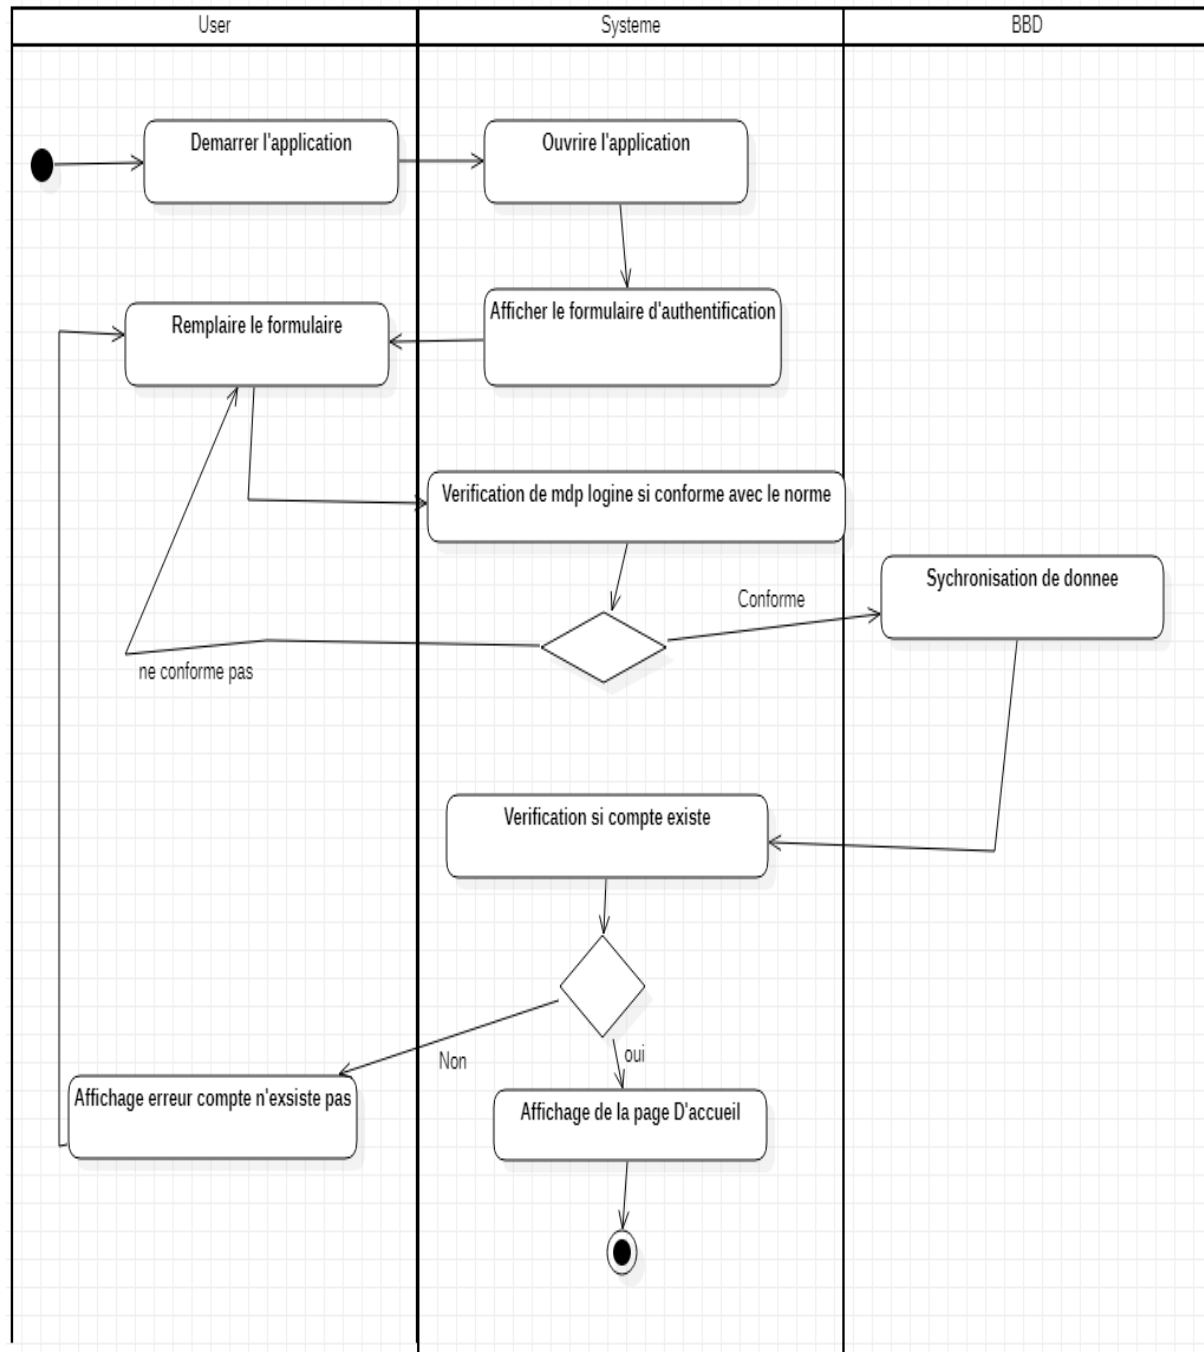 User
Systeme
BBD
Demarrer l'application
Ouvrire l'application
Afficher le formulaire d'authentification
Remplaire le formulaire
Verification de mdp logine si conforme avec le norme
Sychronisation de donnee
Conforme
ne conforme pas
Verification si compte existe
Non
oui
Affichage erreur compte n'exsiste pas
Affichage de la page D'accueil